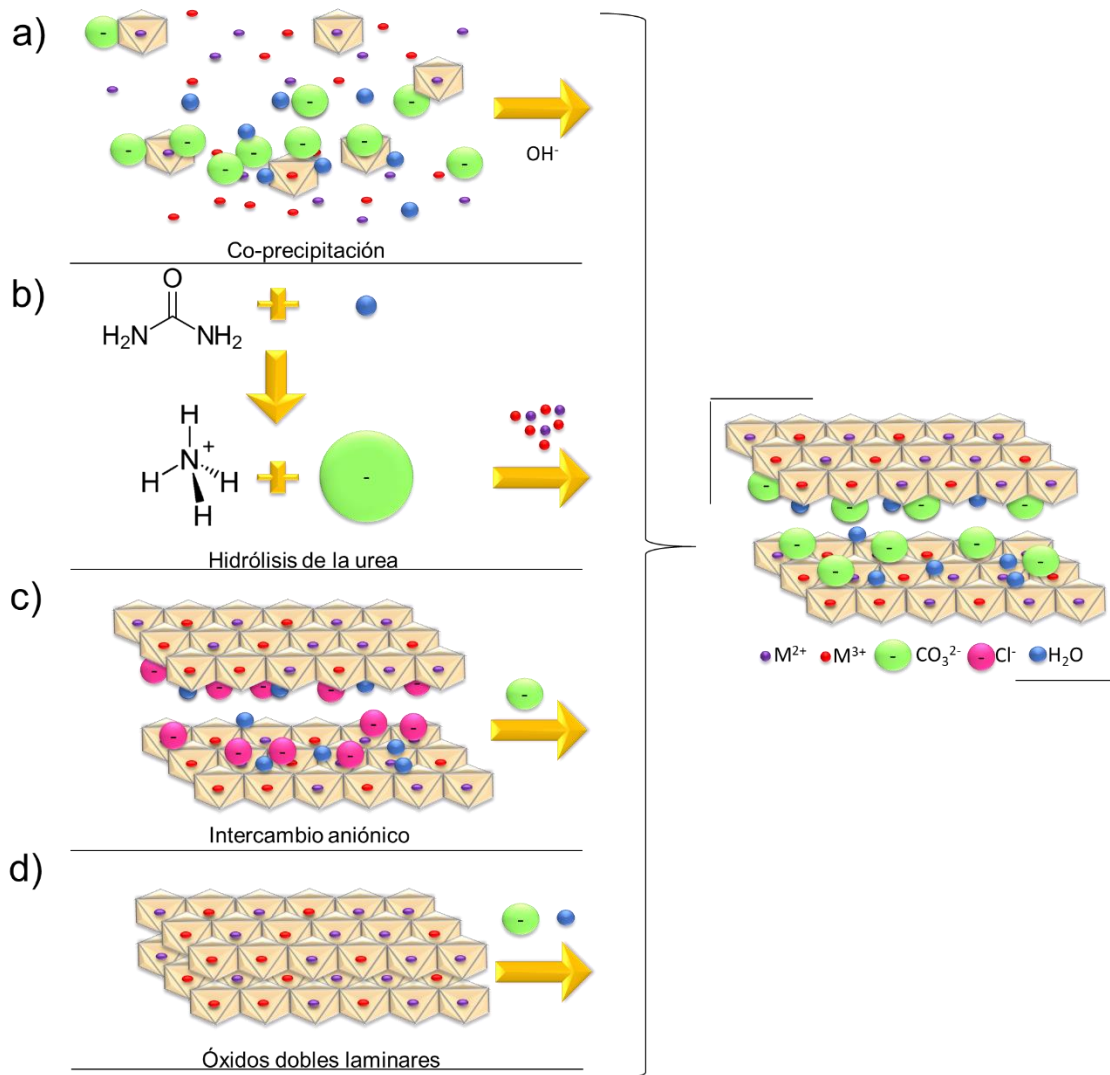 a)
OH-
Co-precipitación
b)
O
H2N NH2
H
N+
H H
H
-
Hidrólisis de la urea
c)
Intercambio aniónico
d)
Óxidos dobles laminares
M2+ M3+ - CO32- - Cl- H2O